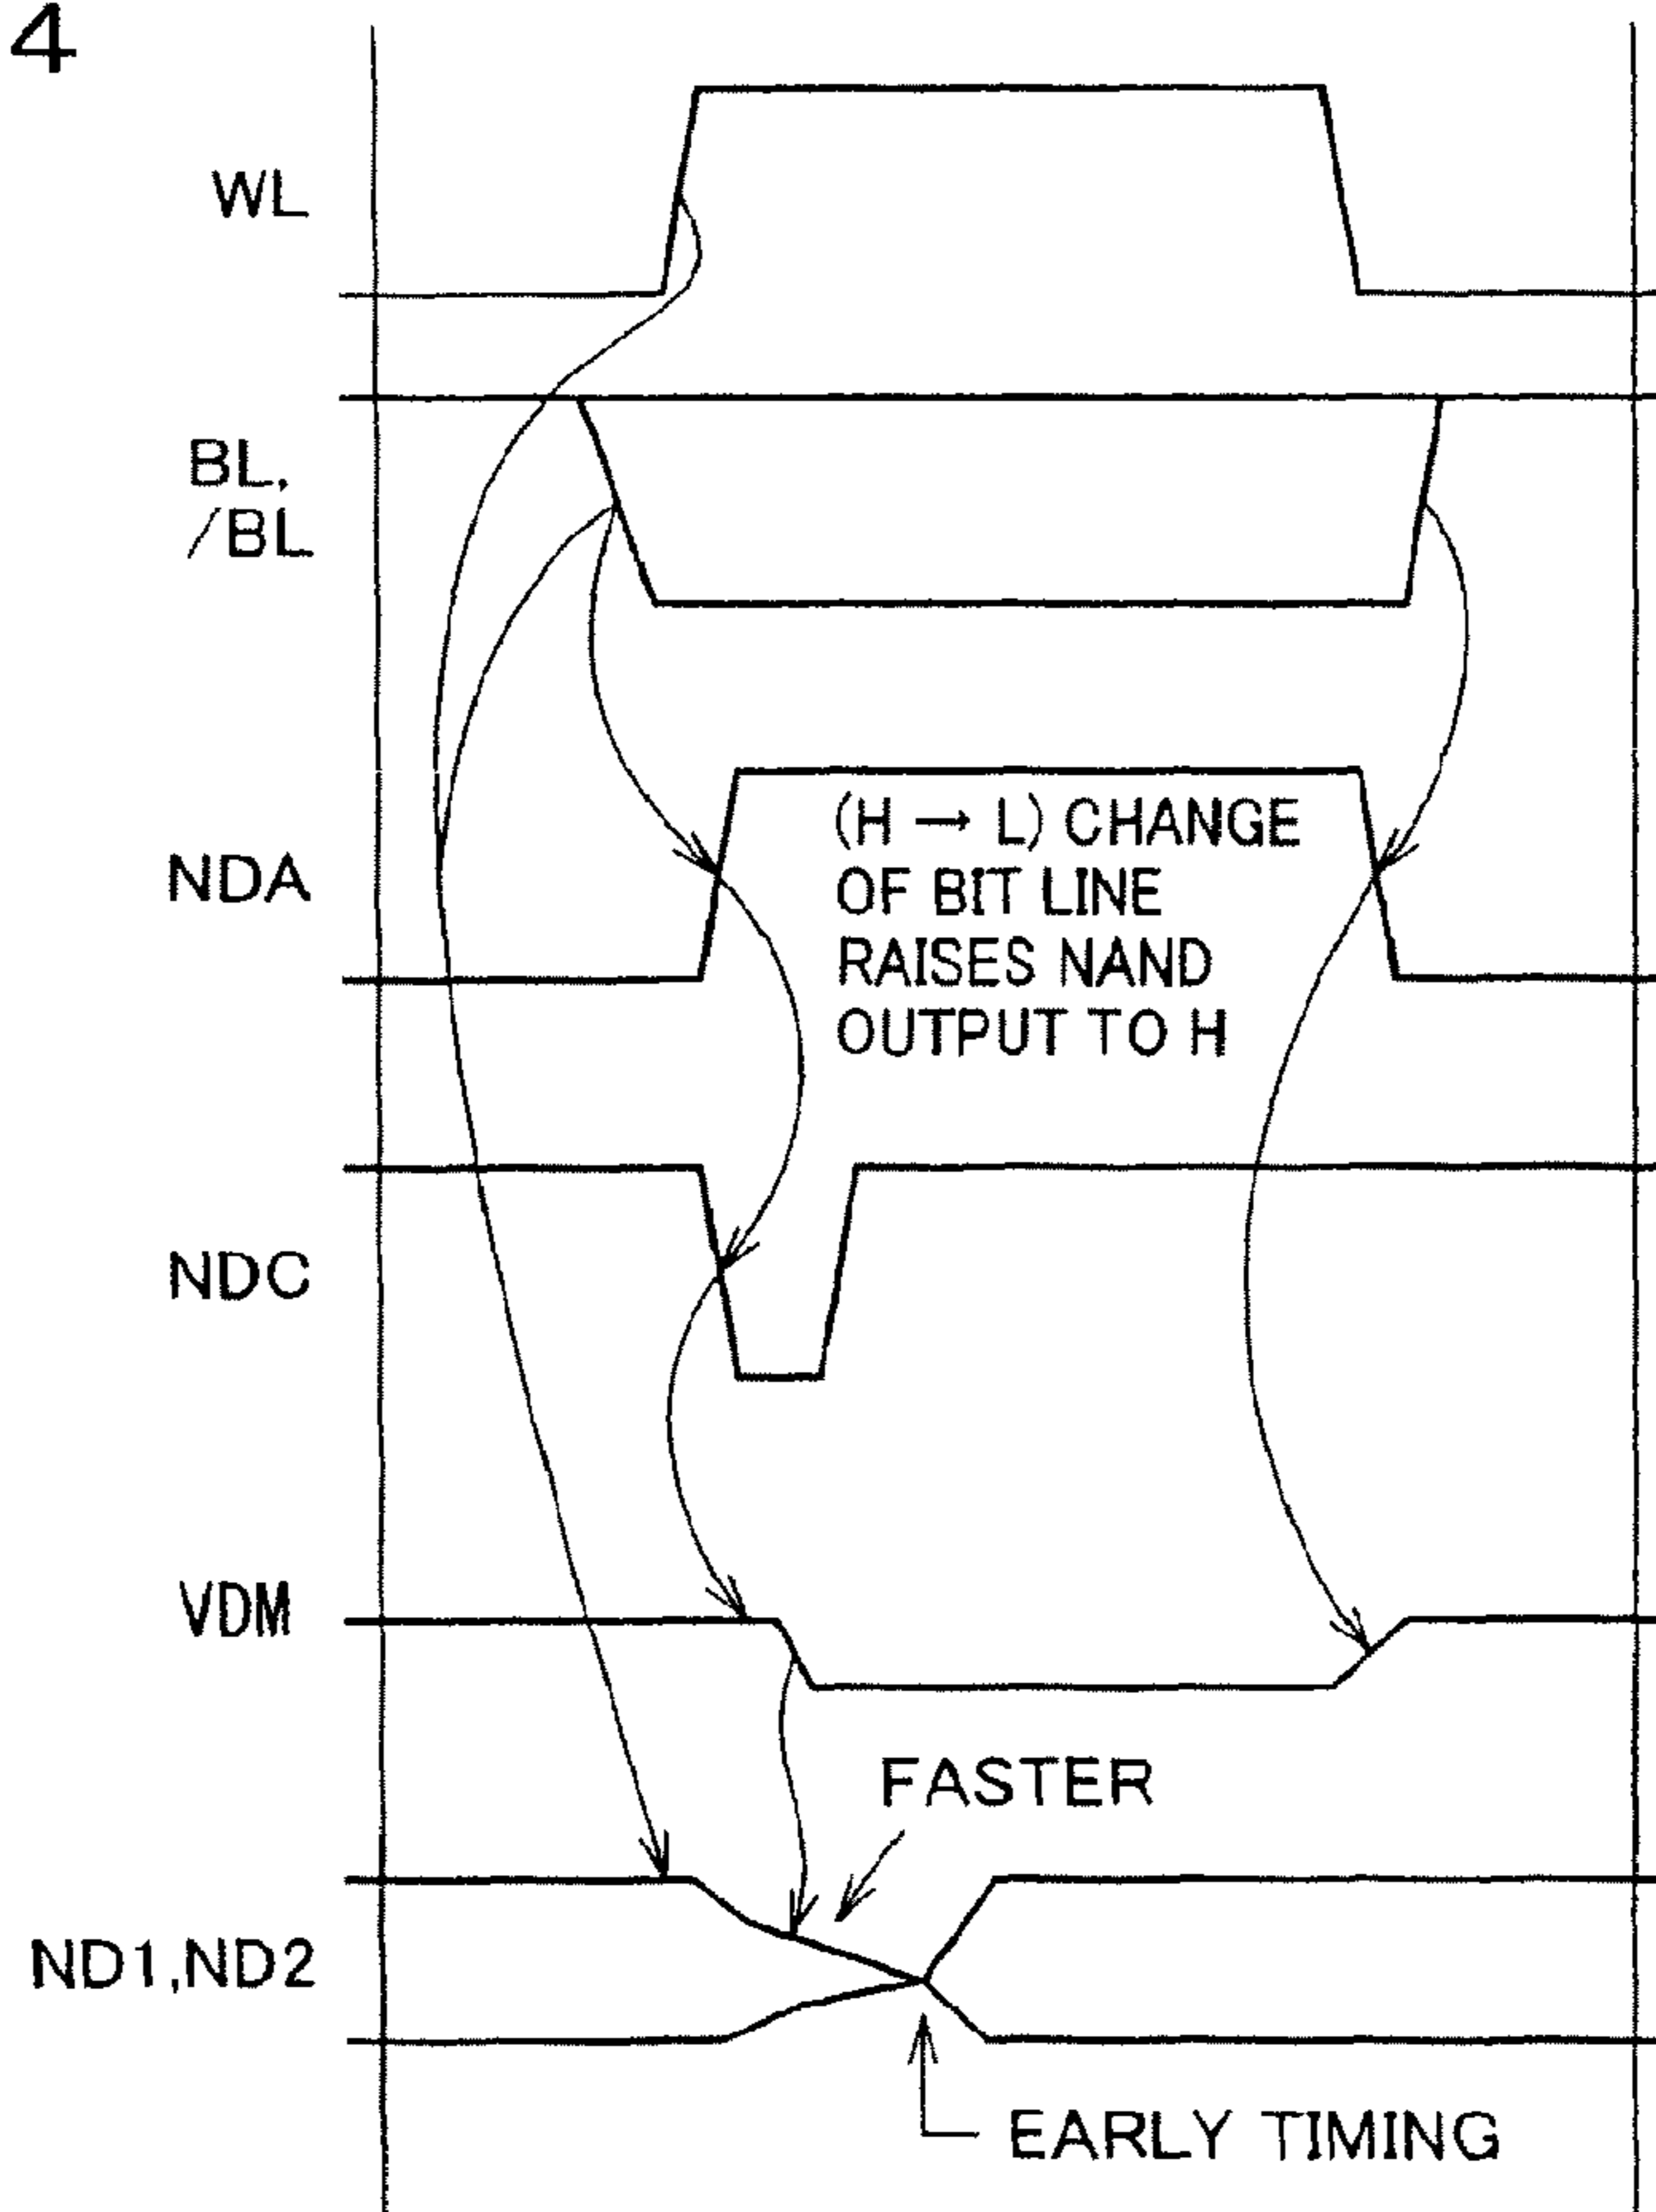 4
WL
BL,
/BL
NDA
(H → L) CHANGE
OF BIT LINE
RAISES NAND
OUTPUT TO H
NDC
VDM
FASTER
ND1,ND2
EARLY TIMING